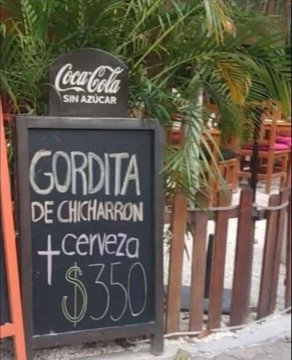 Coca-Cola
SIN AZÚCAR
GORDITA
DE CHICHARRON
+ cerveza
$350